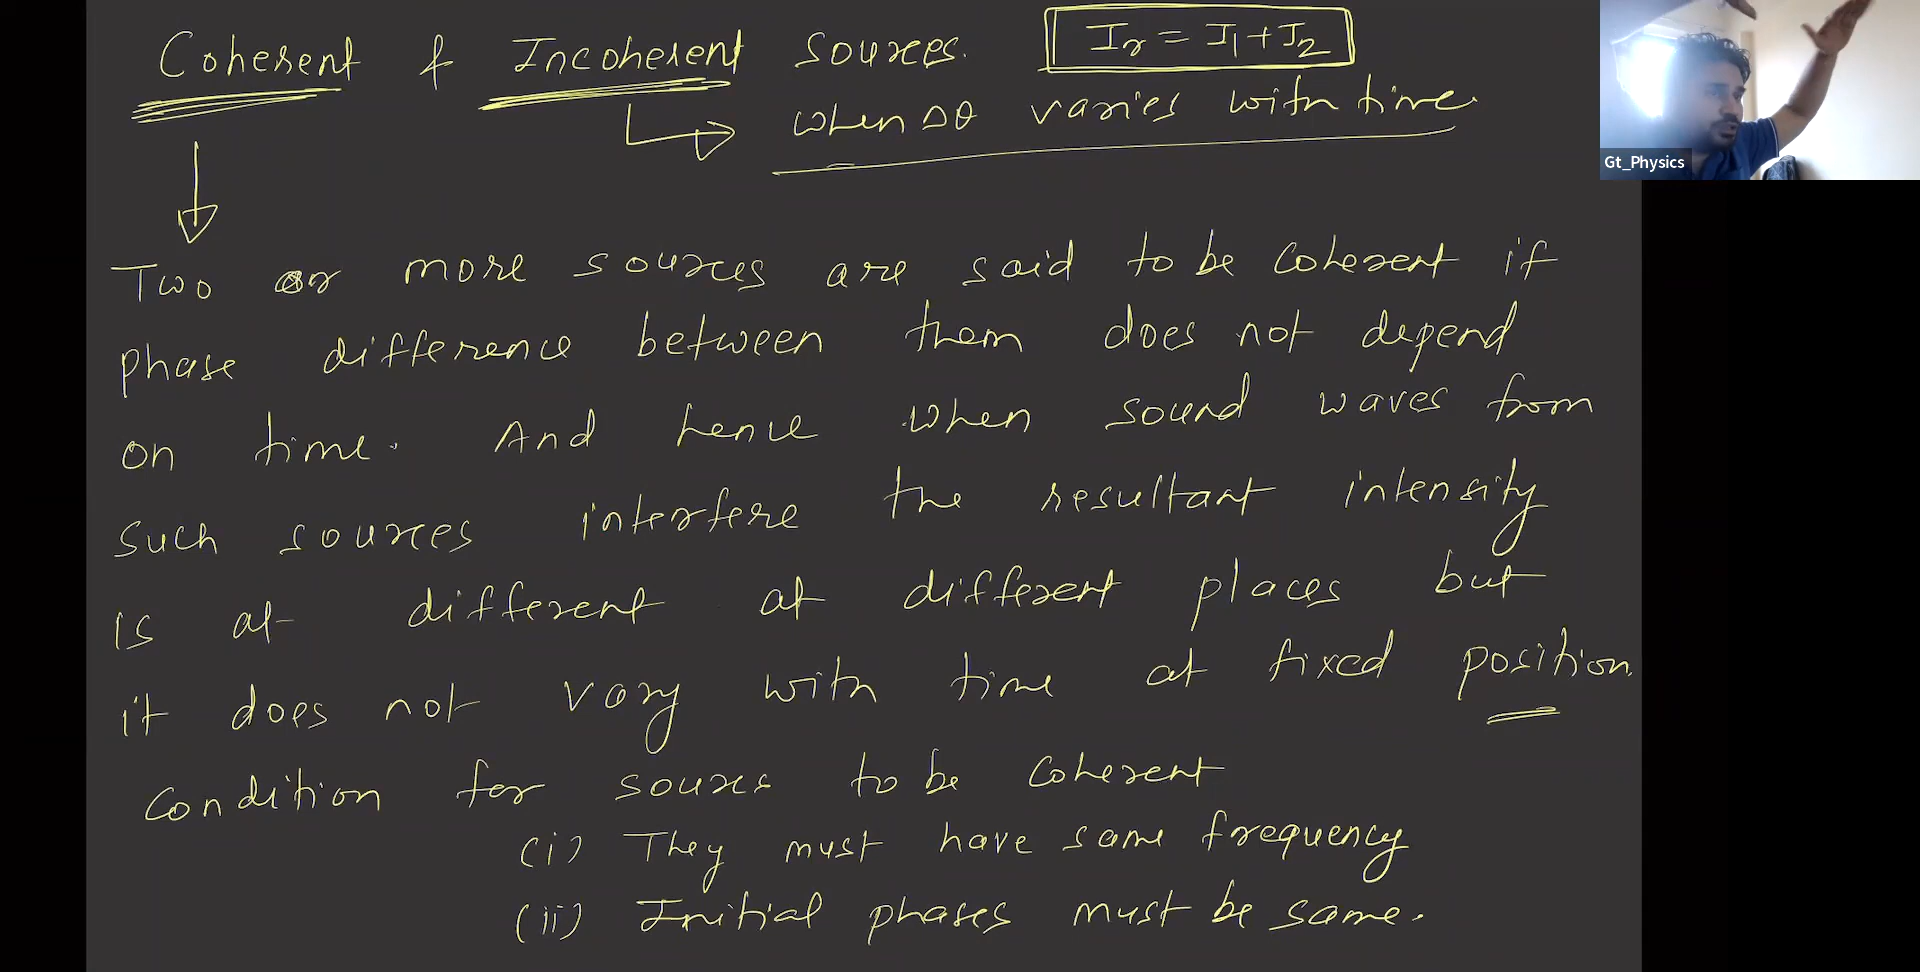 Coherent & Incoherent sources. Ir = I1 + I2
when Δθ varies with time.
Gt_Physics
Two or more sources are said to be coherent if
phase difference between them does not depend
on time. And hence when sound waves from
such sources interfere the resultant intensity
is at different at different places but
it does not vary with time at fixed position.
Condition for sources to be coherent
(i) They must have same frequency
(ii) Initial phases must be same.